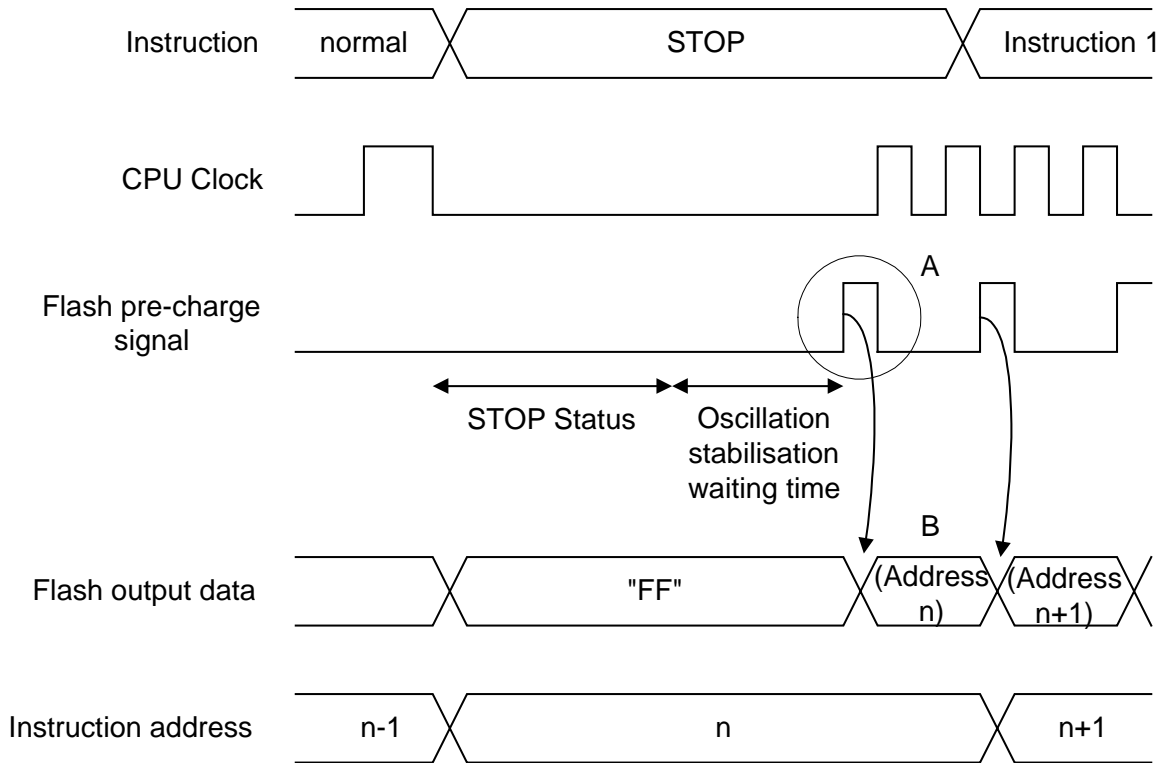 Instruction
normal
STOP
Instruction 1
CPU Clock
Flash pre-charge
signal
A
STOP Status
Oscillation
stabilisation
waiting time
B
Flash output data
"FF"
(Address
n)
(Address
n+1)
Instruction address
n-1
n
n+1